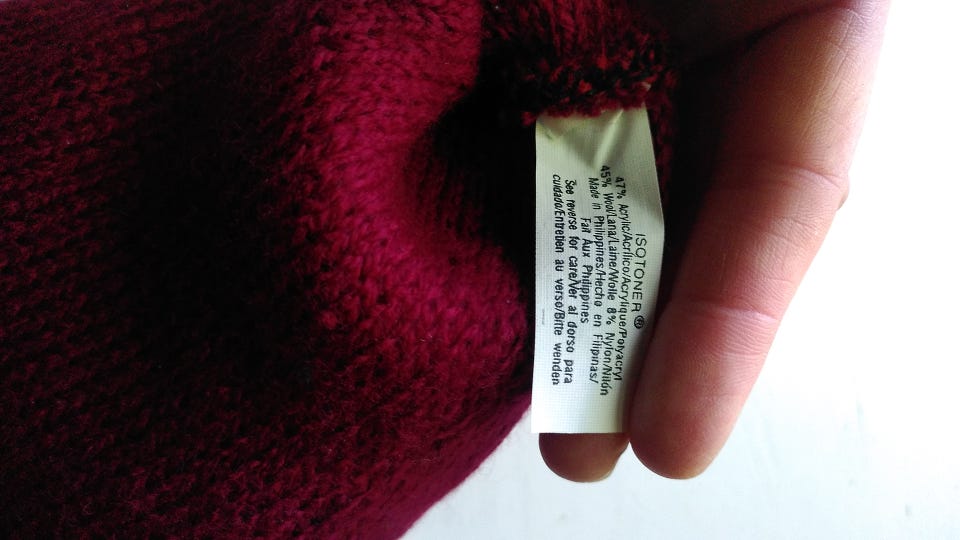 ISOTONER®
47% Acrylic/Acrílico/Acrylique/Polyacryl
45% Wool/Lana/Laine/Wolle 8% Nylon/Nilón
Made in Philippines/Hecho en Filipinas/
Fait Aux Philippines
See reverse for care/Ver al dorso para
cuidado/Entretien au verso/Bitte wenden